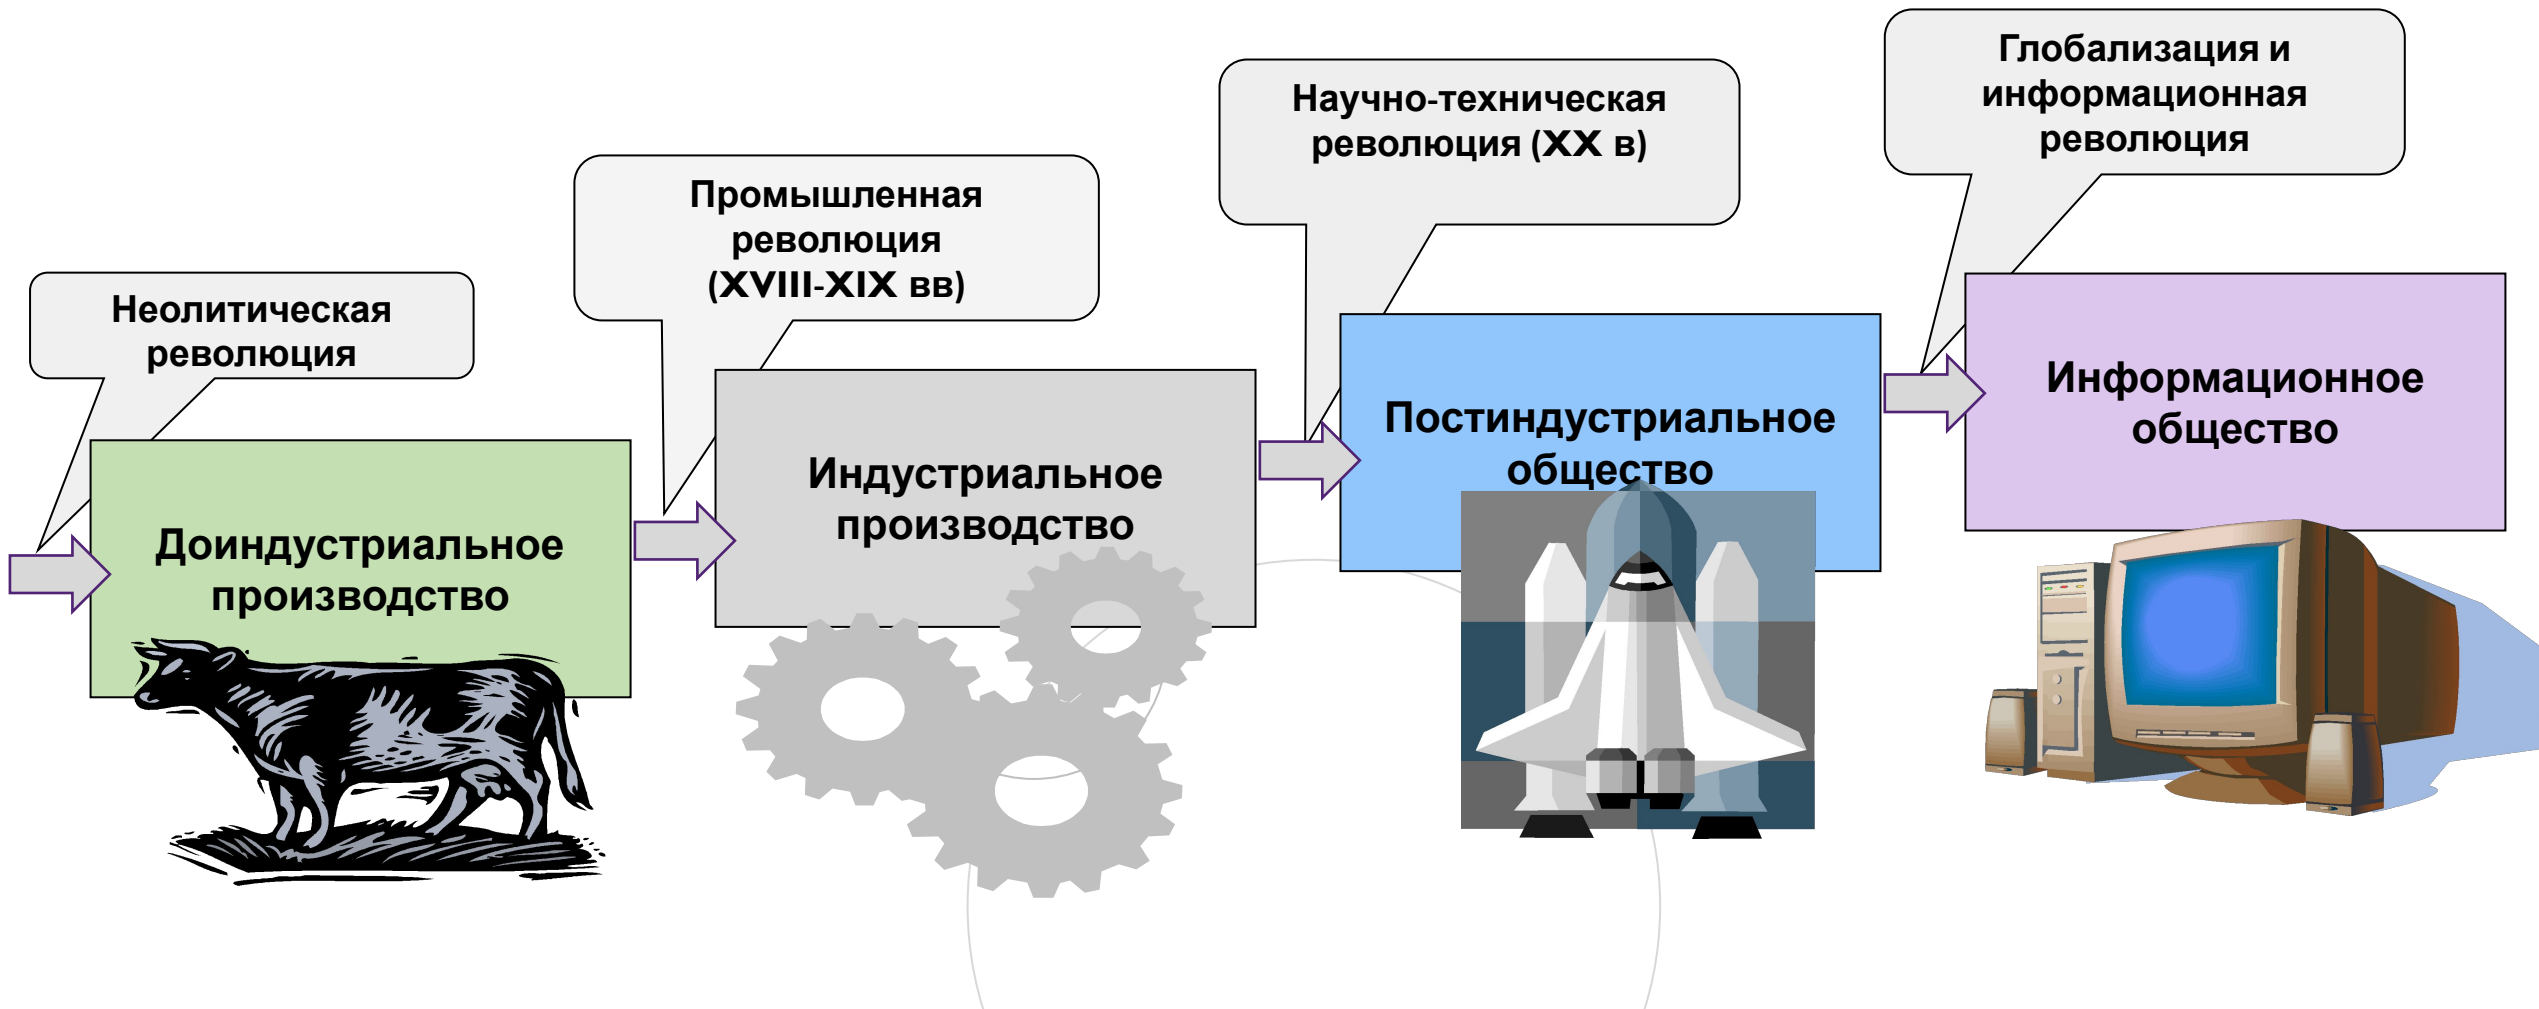 Неолитическая
революция
Доиндустриальное
производство
Промышленная
революция
(XVIII-XIX вв)
Индустриальное
производство
Научно-техническая
революция (XX в)
Постиндустриальное
общество
Глобализация и
информационная
революция
Информационное
общество